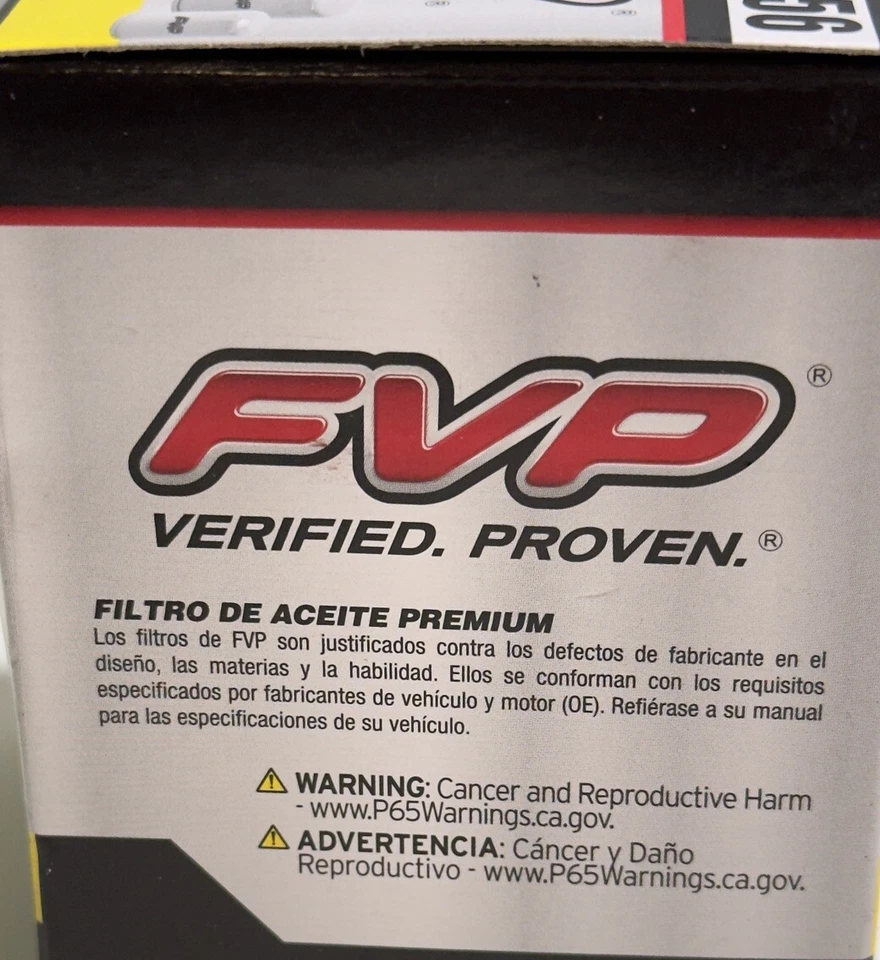 956
FVP®
VERIFIED. PROVEN.®
FILTRO DE ACEITE PREMIUM
Los filtros de FVP son justificados contra los defectos de fabricante en el
diseño, las materias y la habilidad. Ellos se conforman con los requisitos
especificados por fabricantes de vehículo y motor (OE). Refiérase a su manual
para las especificaciones de su vehículo.
WARNING: Cancer and Reproductive Harm
- www.P65Warnings.ca.gov.
ADVERTENCIA: Cáncer y Daño
Reproductivo - www.P65Warnings.ca.gov.